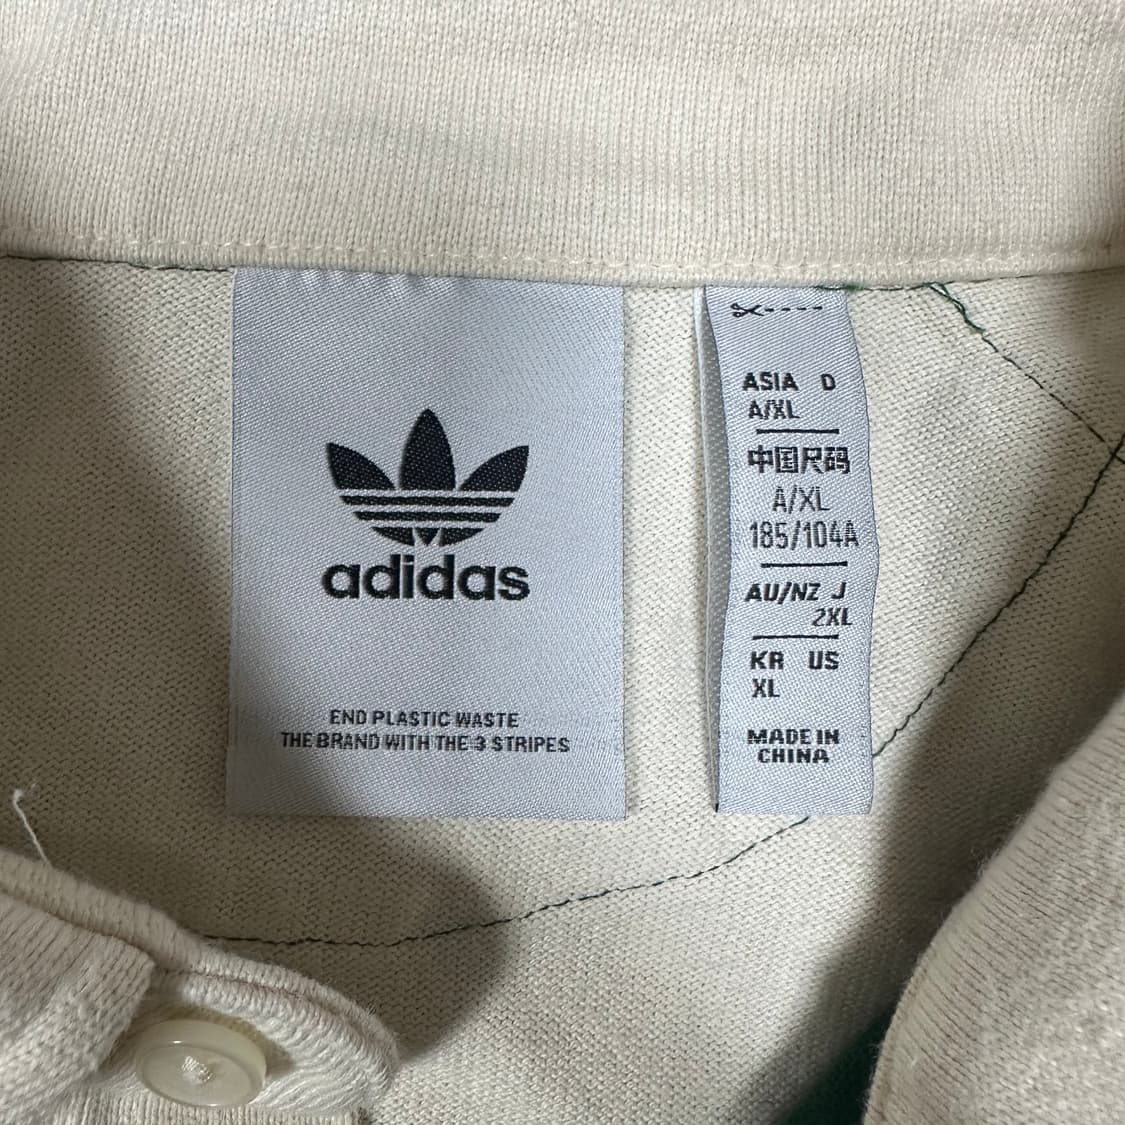 adidas
END PLASTIC WASTE
THE BRAND WITH THE 3 STRIPES
ASIA D
A/XL
中国尺码
A/XL
185/104A
AU/NZ J
2XL
KR US
XL
MADE IN
CHINA